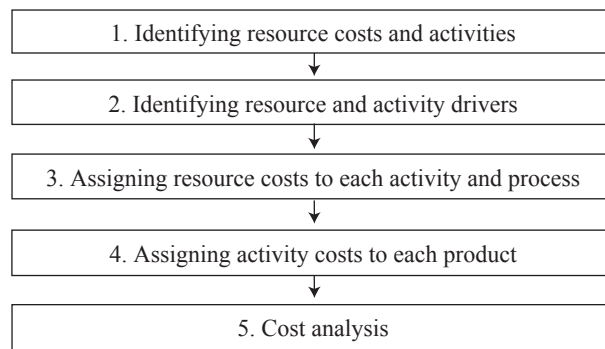 1. Identifying resource costs and activities
2. Identifying resource and activity drivers
3. Assigning resource costs to each activity and process
4. Assigning activity costs to each product
5. Cost analysis